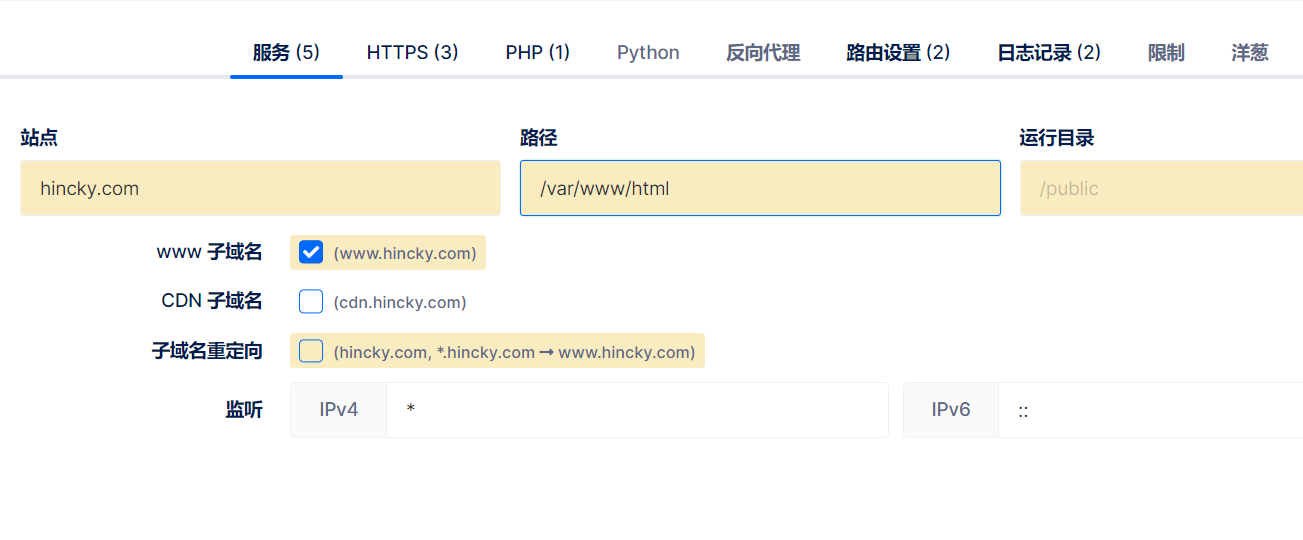 服务 (5) HTTPS (3) PHP (1) Python 反向代理 路由设置 (2) 日志记录 (2) 限制 洋葱
站点 路径 运行目录
hincky.com /var/www/html /public
www 子域名 (www.hincky.com)
CDN 子域名 (cdn.hincky.com)
子域名重定向 (hincky.com, *.hincky.com ➞ www.hincky.com)
监听 IPv4 * IPv6 ::